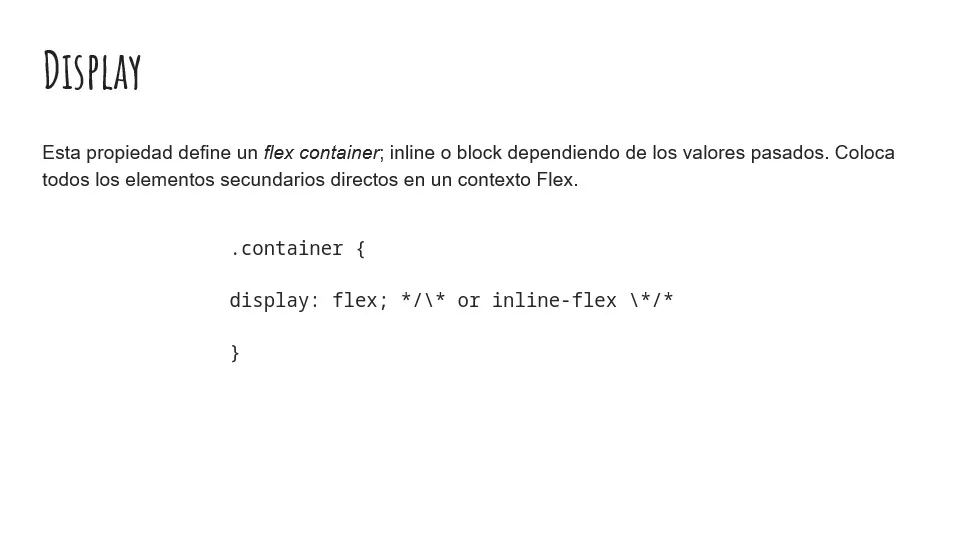 Display
Esta propiedad define un flex container; inline o block dependiendo de los valores pasados. Coloca
todos los elementos secundarios directos en un contexto Flex.
.container {
display: flex; */\* or inline-flex \*/*
}